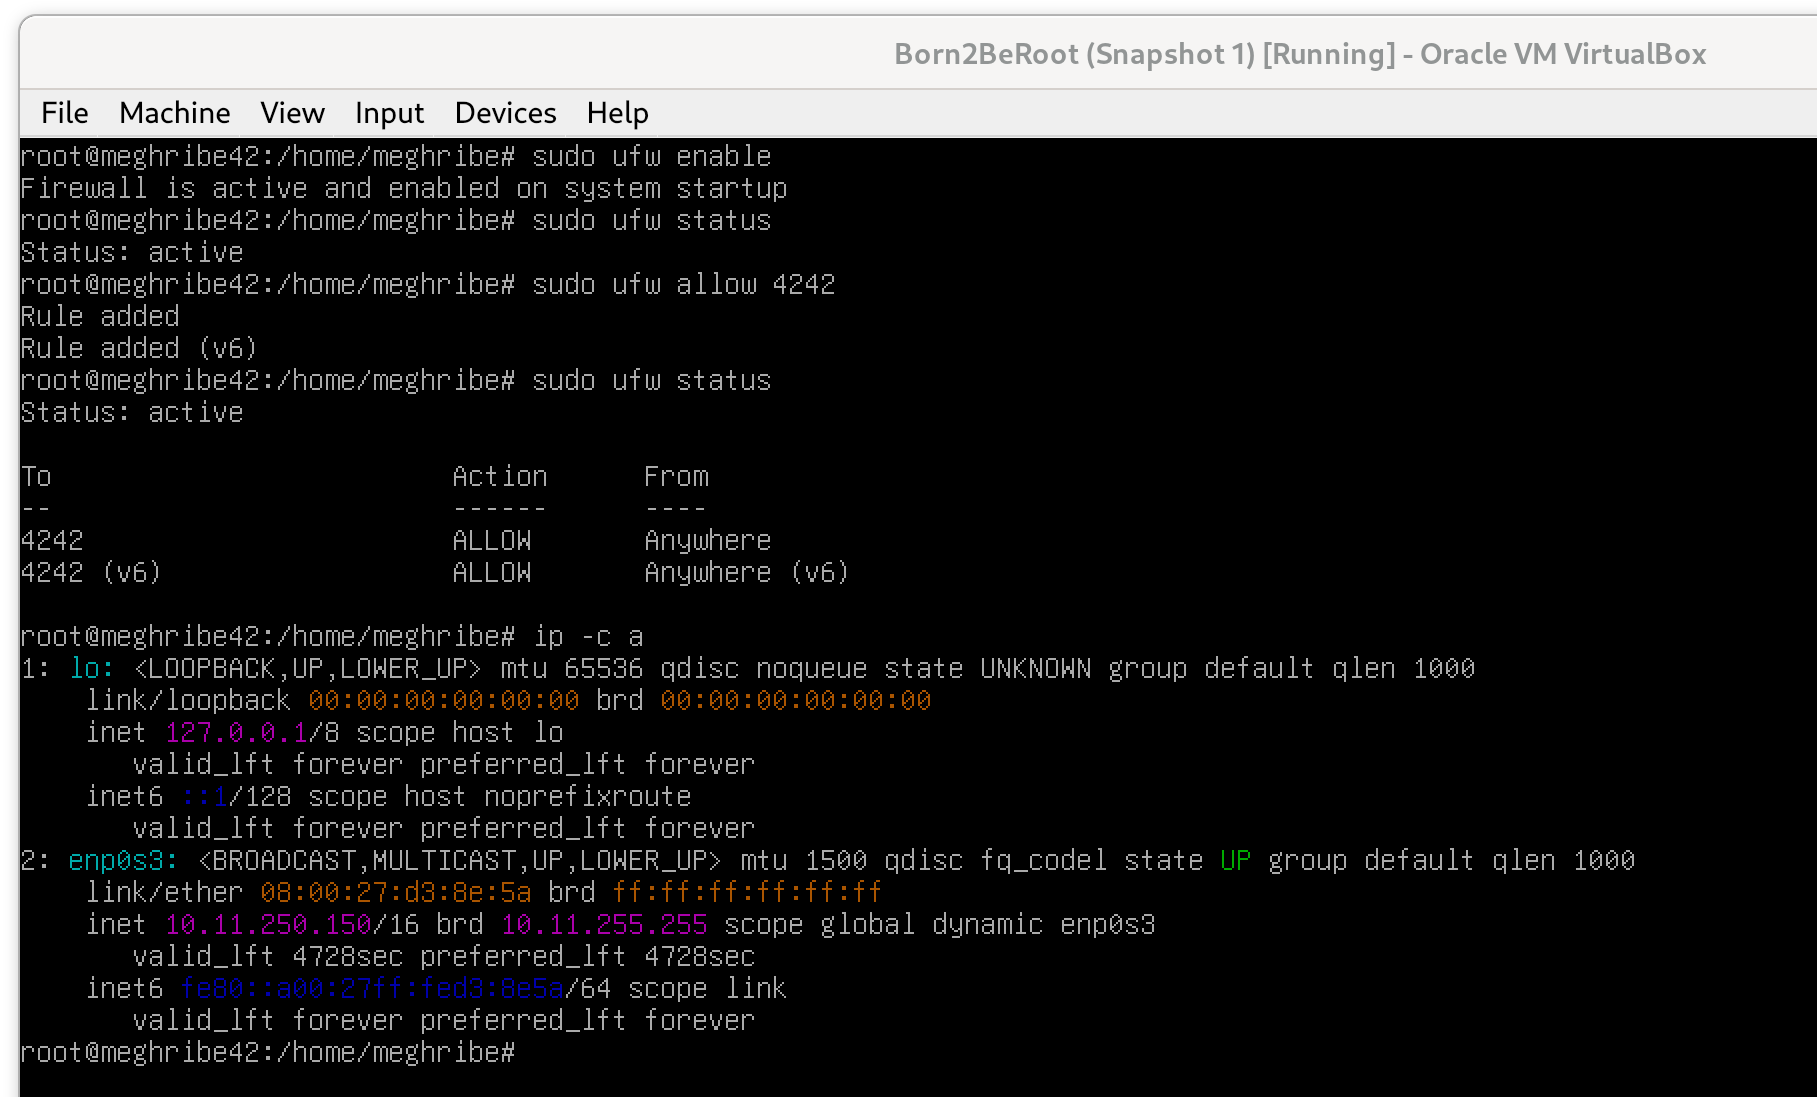 Born2BeRoot (Snapshot 1) [Running] - Oracle VM VirtualBox
File Machine View Input Devices Help
root@meghribe42:/home/meghribe# sudo ufw enable
Firewall is active and enabled on system startup
root@meghribe42:/home/meghribe# sudo ufw status
Status: active
root@meghribe42:/home/meghribe# sudo ufw allow 4242
Rule added
Rule added (v6)
root@meghribe42:/home/meghribe# sudo ufw status
Status: active
To                         Action      From
--                         ------      ----
4242                       ALLOW       Anywhere
4242 (v6)                  ALLOW       Anywhere (v6)
root@meghribe42:/home/meghribe# ip -c a
1: lo: <LOOPBACK,UP,LOWER_UP> mtu 65536 qdisc noqueue state UNKNOWN group default qlen 1000
    link/loopback 00:00:00:00:00:00 brd 00:00:00:00:00:00
    inet 127.0.0.1/8 scope host lo
       valid_lft forever preferred_lft forever
    inet6 ::1/128 scope host noprefixroute
       valid_lft forever preferred_lft forever
2: enp0s3: <BROADCAST,MULTICAST,UP,LOWER_UP> mtu 1500 qdisc fq_codel state UP group default qlen 1000
    link/ether 08:00:27:d3:8e:5a brd ff:ff:ff:ff:ff:ff
    inet 10.11.250.150/16 brd 10.11.255.255 scope global dynamic enp0s3
       valid_lft 4728sec preferred_lft 4728sec
    inet6 fe80::a00:27ff:fed3:8e5a/64 scope link
       valid_lft forever preferred_lft forever
root@meghribe42:/home/meghribe#